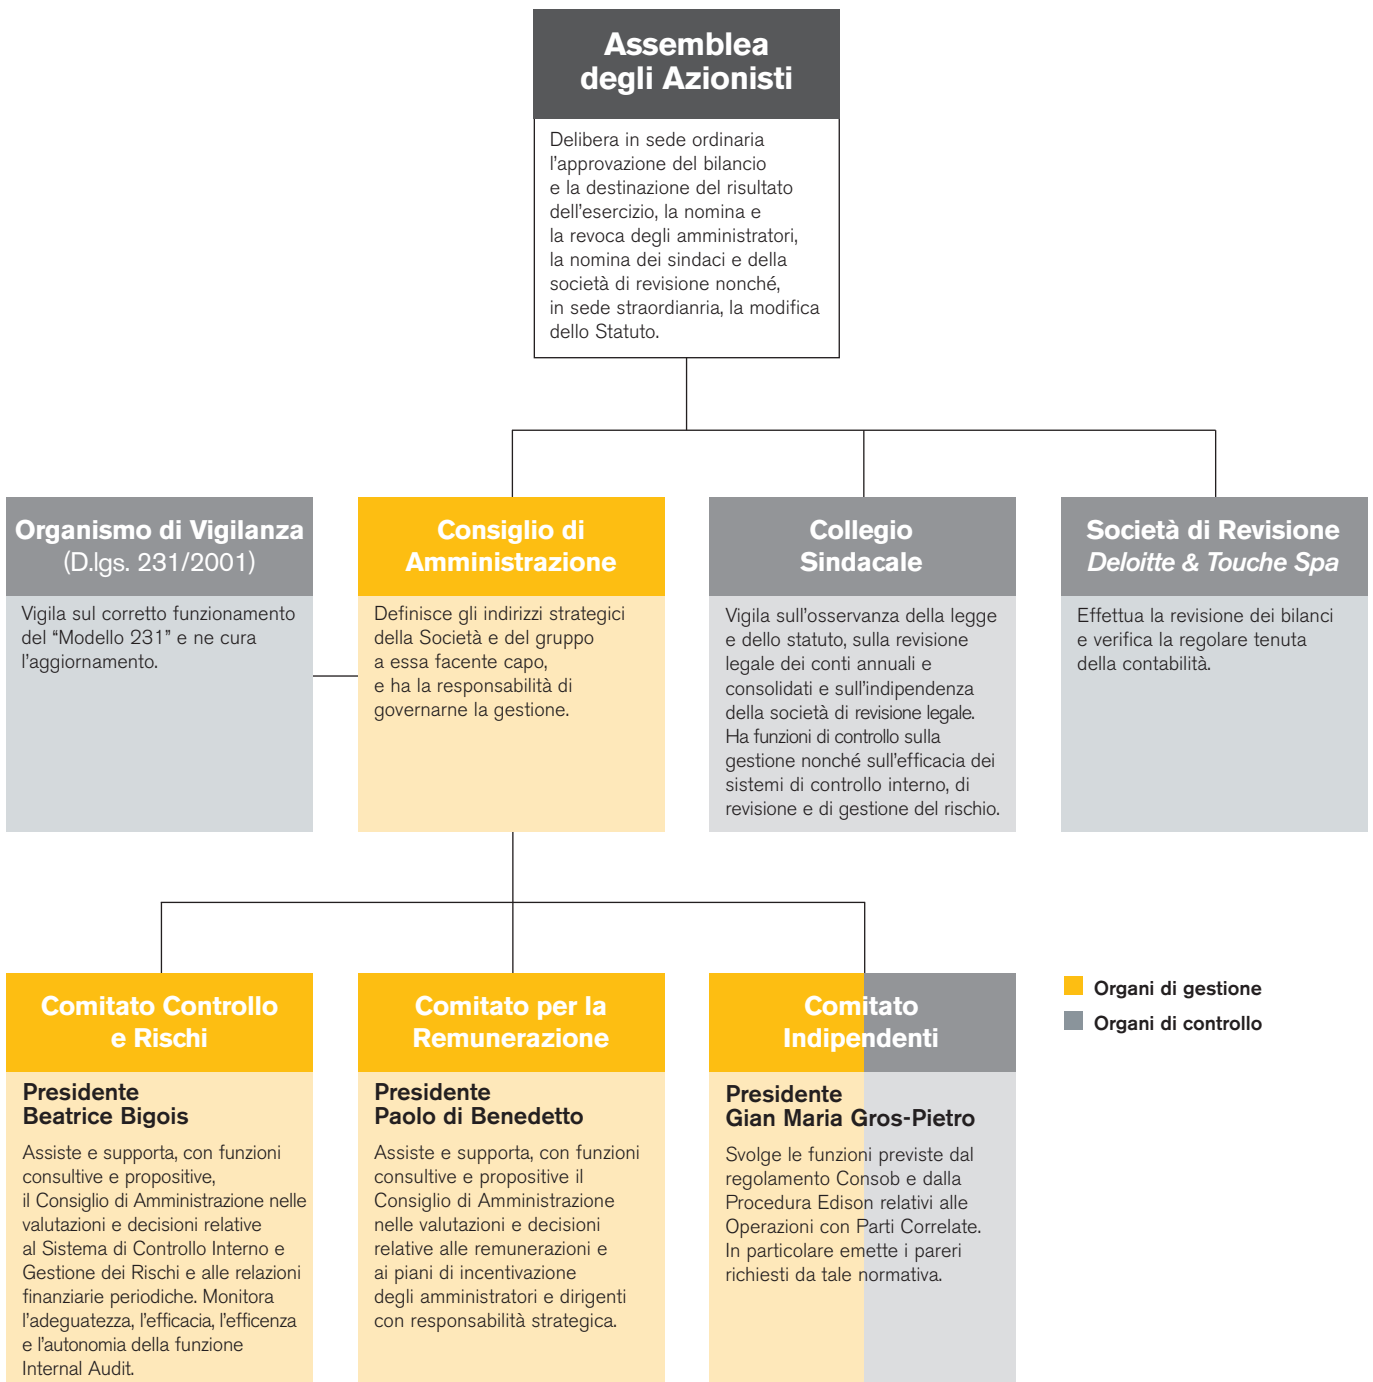 Assemblea
degli Azionisti
Delibera in sede ordinaria
l'approvazione del bilancio
e la destinazione del risultato
dell'esercizio, la nomina e
la revoca degli amministratori,
la nomina dei sindaci e della
società di revisione nonché,
in sede straordianria, la modifica
dello Statuto.
Organismo di Vigilanza
(D.lgs. 231/2001)
Vigila sul corretto funzionamento
del “Modello 231” e ne cura
l'aggiornamento.
Consiglio di
Amministrazione
Definisce gli indirizzi strategici
della Società e del gruppo
a essa facente capo,
e ha la responsabilità di
governarne la gestione.
Collegio
Sindacale
Vigila sull'osservanza della legge
e dello statuto, sulla revisione
legale dei conti annuali e
consolidati e sull'indipendenza
della società di revisione legale.
Ha funzioni di controllo sulla
gestione nonché sull'efficacia dei
sistemi di controllo interno, di
revisione e di gestione del rischio.
Società di Revisione
Deloitte & Touche Spa
Effettua la revisione dei bilanci
e verifica la regolare tenuta
della contabilità.
Comitato Controllo
e Rischi
Presidente
Beatrice Bigois
Assiste e supporta, con funzioni
consultive e propositive,
il Consiglio di Amministrazione nelle
valutazioni e decisioni relative
al Sistema di Controllo Interno e
Gestione dei Rischi e alle relazioni
finanziarie periodiche. Monitora
l'adeguatezza, l'efficacia, l'efficenza
e l'autonomia della funzione
Internal Audit.
Comitato per la
Remunerazione
Presidente
Paolo di Benedetto
Assiste e supporta, con funzioni
consultive e propositive il
Consiglio di Amministrazione
nelle valutazioni e decisioni
relative alle remunerazioni e
ai piani di incentivazione
degli amministratori e dirigenti
con responsabilità strategica.
Comitato
Indipendenti
Presidente
Gian Maria Gros-Pietro
Svolge le funzioni previste dal
regolamento Consob e dalla
Procedura Edison relativi alle
Operazioni con Parti Correlate.
In particolare emette i pareri
richiesti da tale normativa.
Organi di gestione
Organi di controllo